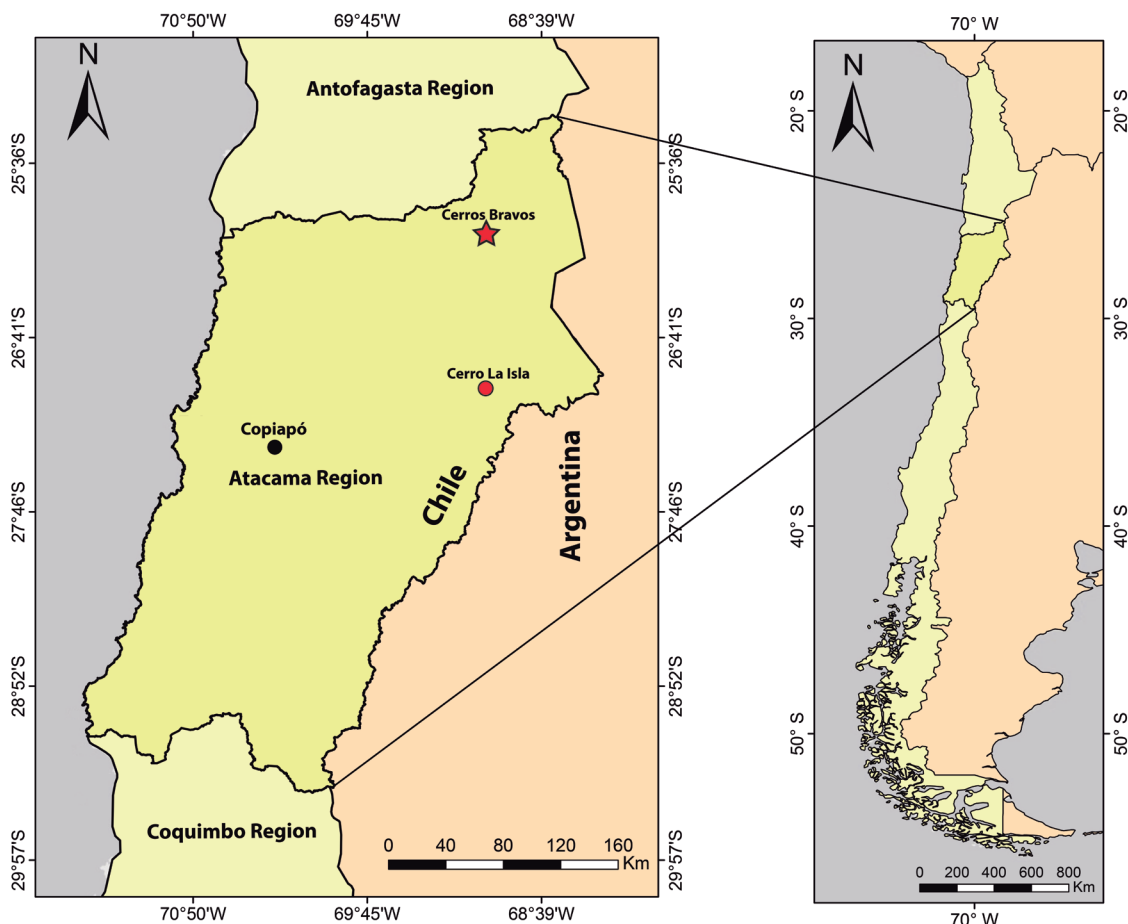 70°50'W 69°45'W 68°39'W
N
Antofagasta Region
25°36'S
25°36'S
Cerros Bravos
26°41'S
26°41'S
Cerro La Isla
Copiapó
Atacama Region
Chile
Argentina
27°46'S
27°46'S
28°52'S
28°52'S
Coquimbo Region
0 40 80 120 160
Km
29°57'S
29°57'S
70°50'W 69°45'W 68°39'W
70° W
N
20° S
20° S
30° S
30° S
40° S
40° S
50° S
50° S
0 200 400 600 800
Km
70° W